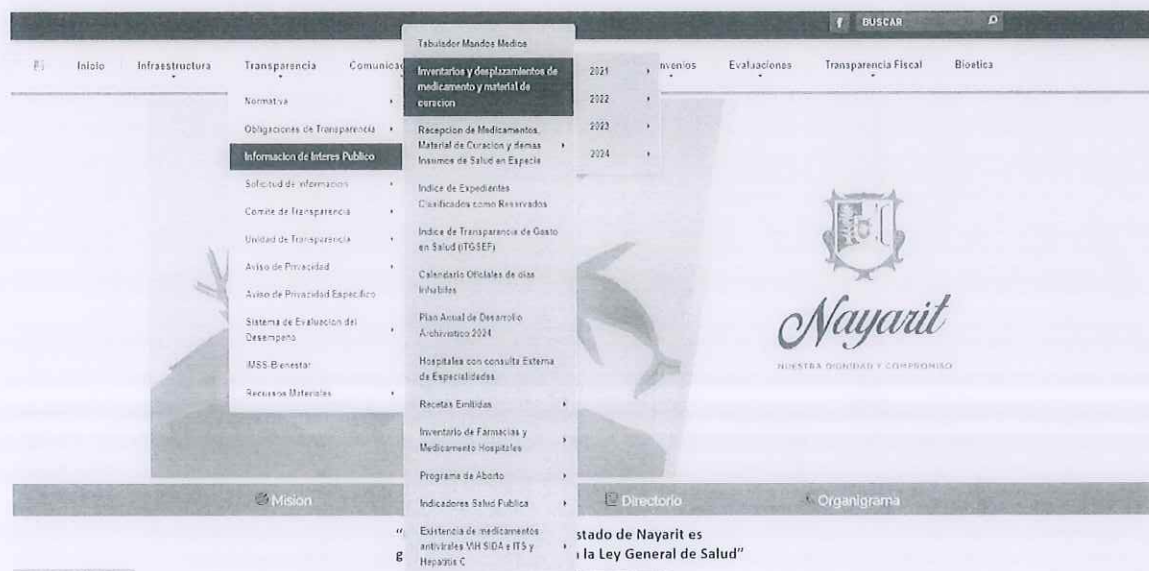 BUSCAR
Inicio
Infraestructura
Transparencia
Evaluaciones
Transparencia Fiscal
Bioetica
Normativa
Obligaciones de Transparencia
Informacion de Interes Publico
Solicitud de informacion
Comite de Transparencia
Unidad de Transparencia
Aviso de Privacidad
Aviso de Privacidad Especifico
Sistema de Evaluacion del
Desempeno
IMSS-Bienestar
Recursos Materiales
Tabulador Mandos Medios
Inventarios y desplazamientos de
medicamento y material de
curacion
Recepcion de Medicamentos,
Material de Curacion y demas
Insumos de Salud en Especie
Indice de Expedientes
Clasificados como Reservados
Indice de Transparencia de Gasto
en Salud (ITGSEF)
Calendario Oficiales de dias
Inhabiles
Plan Anual de Desarrollo
Archivistico 2024
Hospitales con consulta Externa
de Especialidades
Recetas Emitidas
Inventario de Farmacias y
Medicamento Hospitales
Programa de Aborto
Indicadores Salud Publica
Existencia de medicamentos
antivirales VIH SIDA e ITS y
Hepatitis C
2021
2022
2023
2024
Nayarit
NUESTRA DIGNIDAD Y COMPROMISO
Mision
Directorio
Organigrama
stado de Nayarit es
la Ley General de Salud"